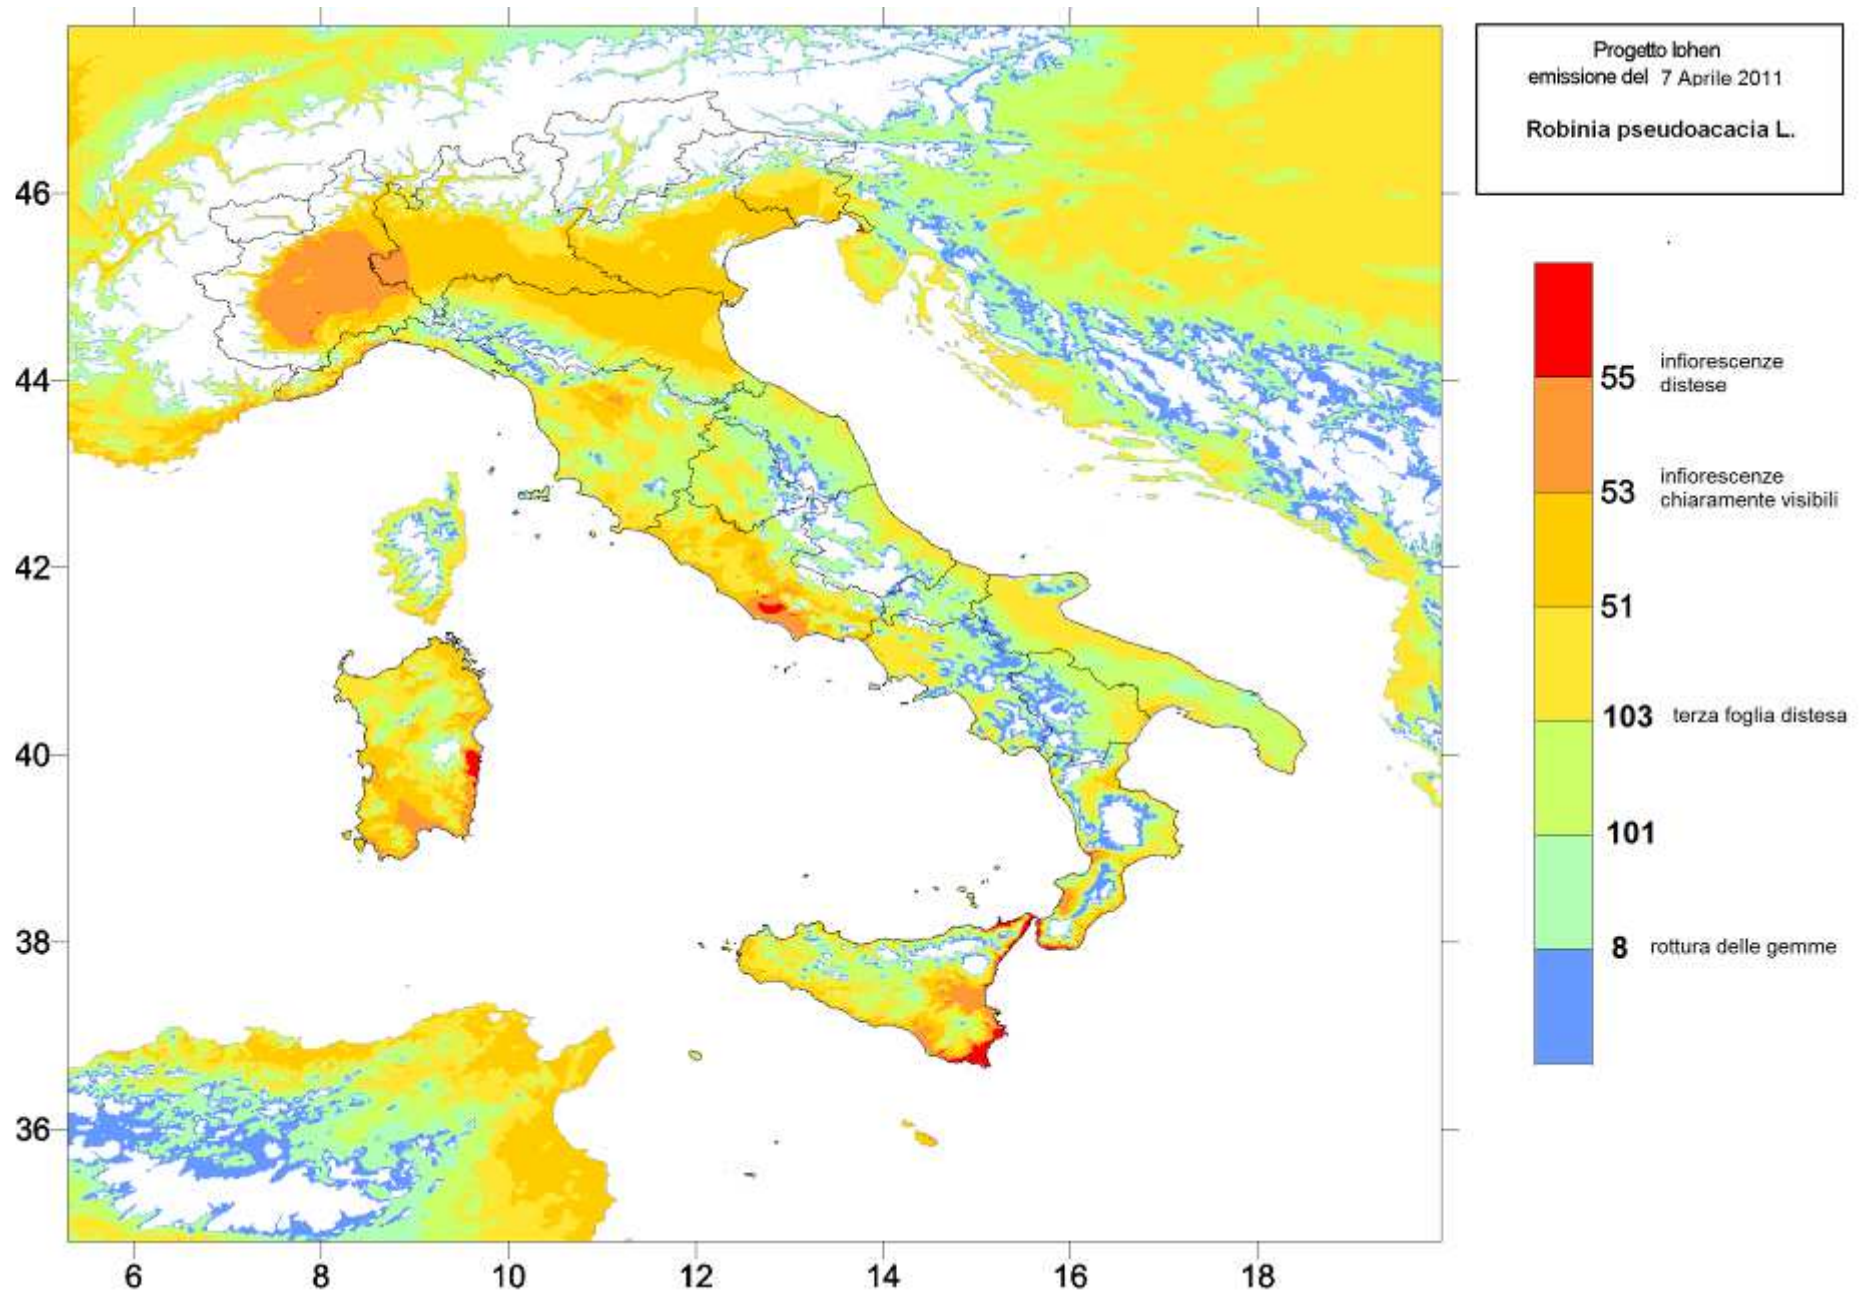 Progetto Iphen
emissione del 7 Aprile 2011
Robinia pseudoacacia L.
46
44
42
40
38
36
6 8 10 12 14 16 18
55 infiorescenze
distese
53 infiorescenze
chiaramente visibili
51
103 terza foglia distesa
101
8 rottura delle gemme